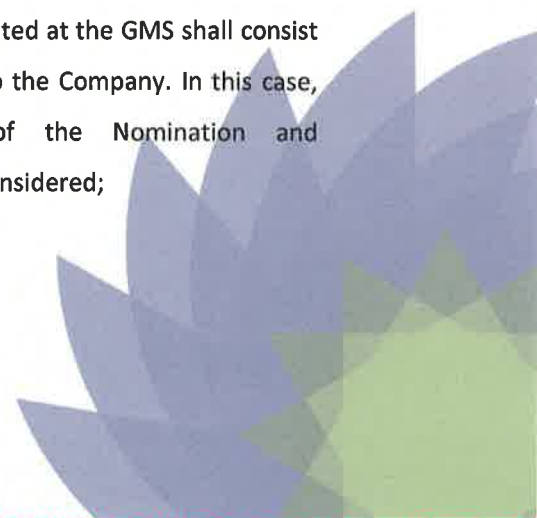 ted at the GMS shall consist
o the Company. In this case,
of the Nomination and
nsidered;